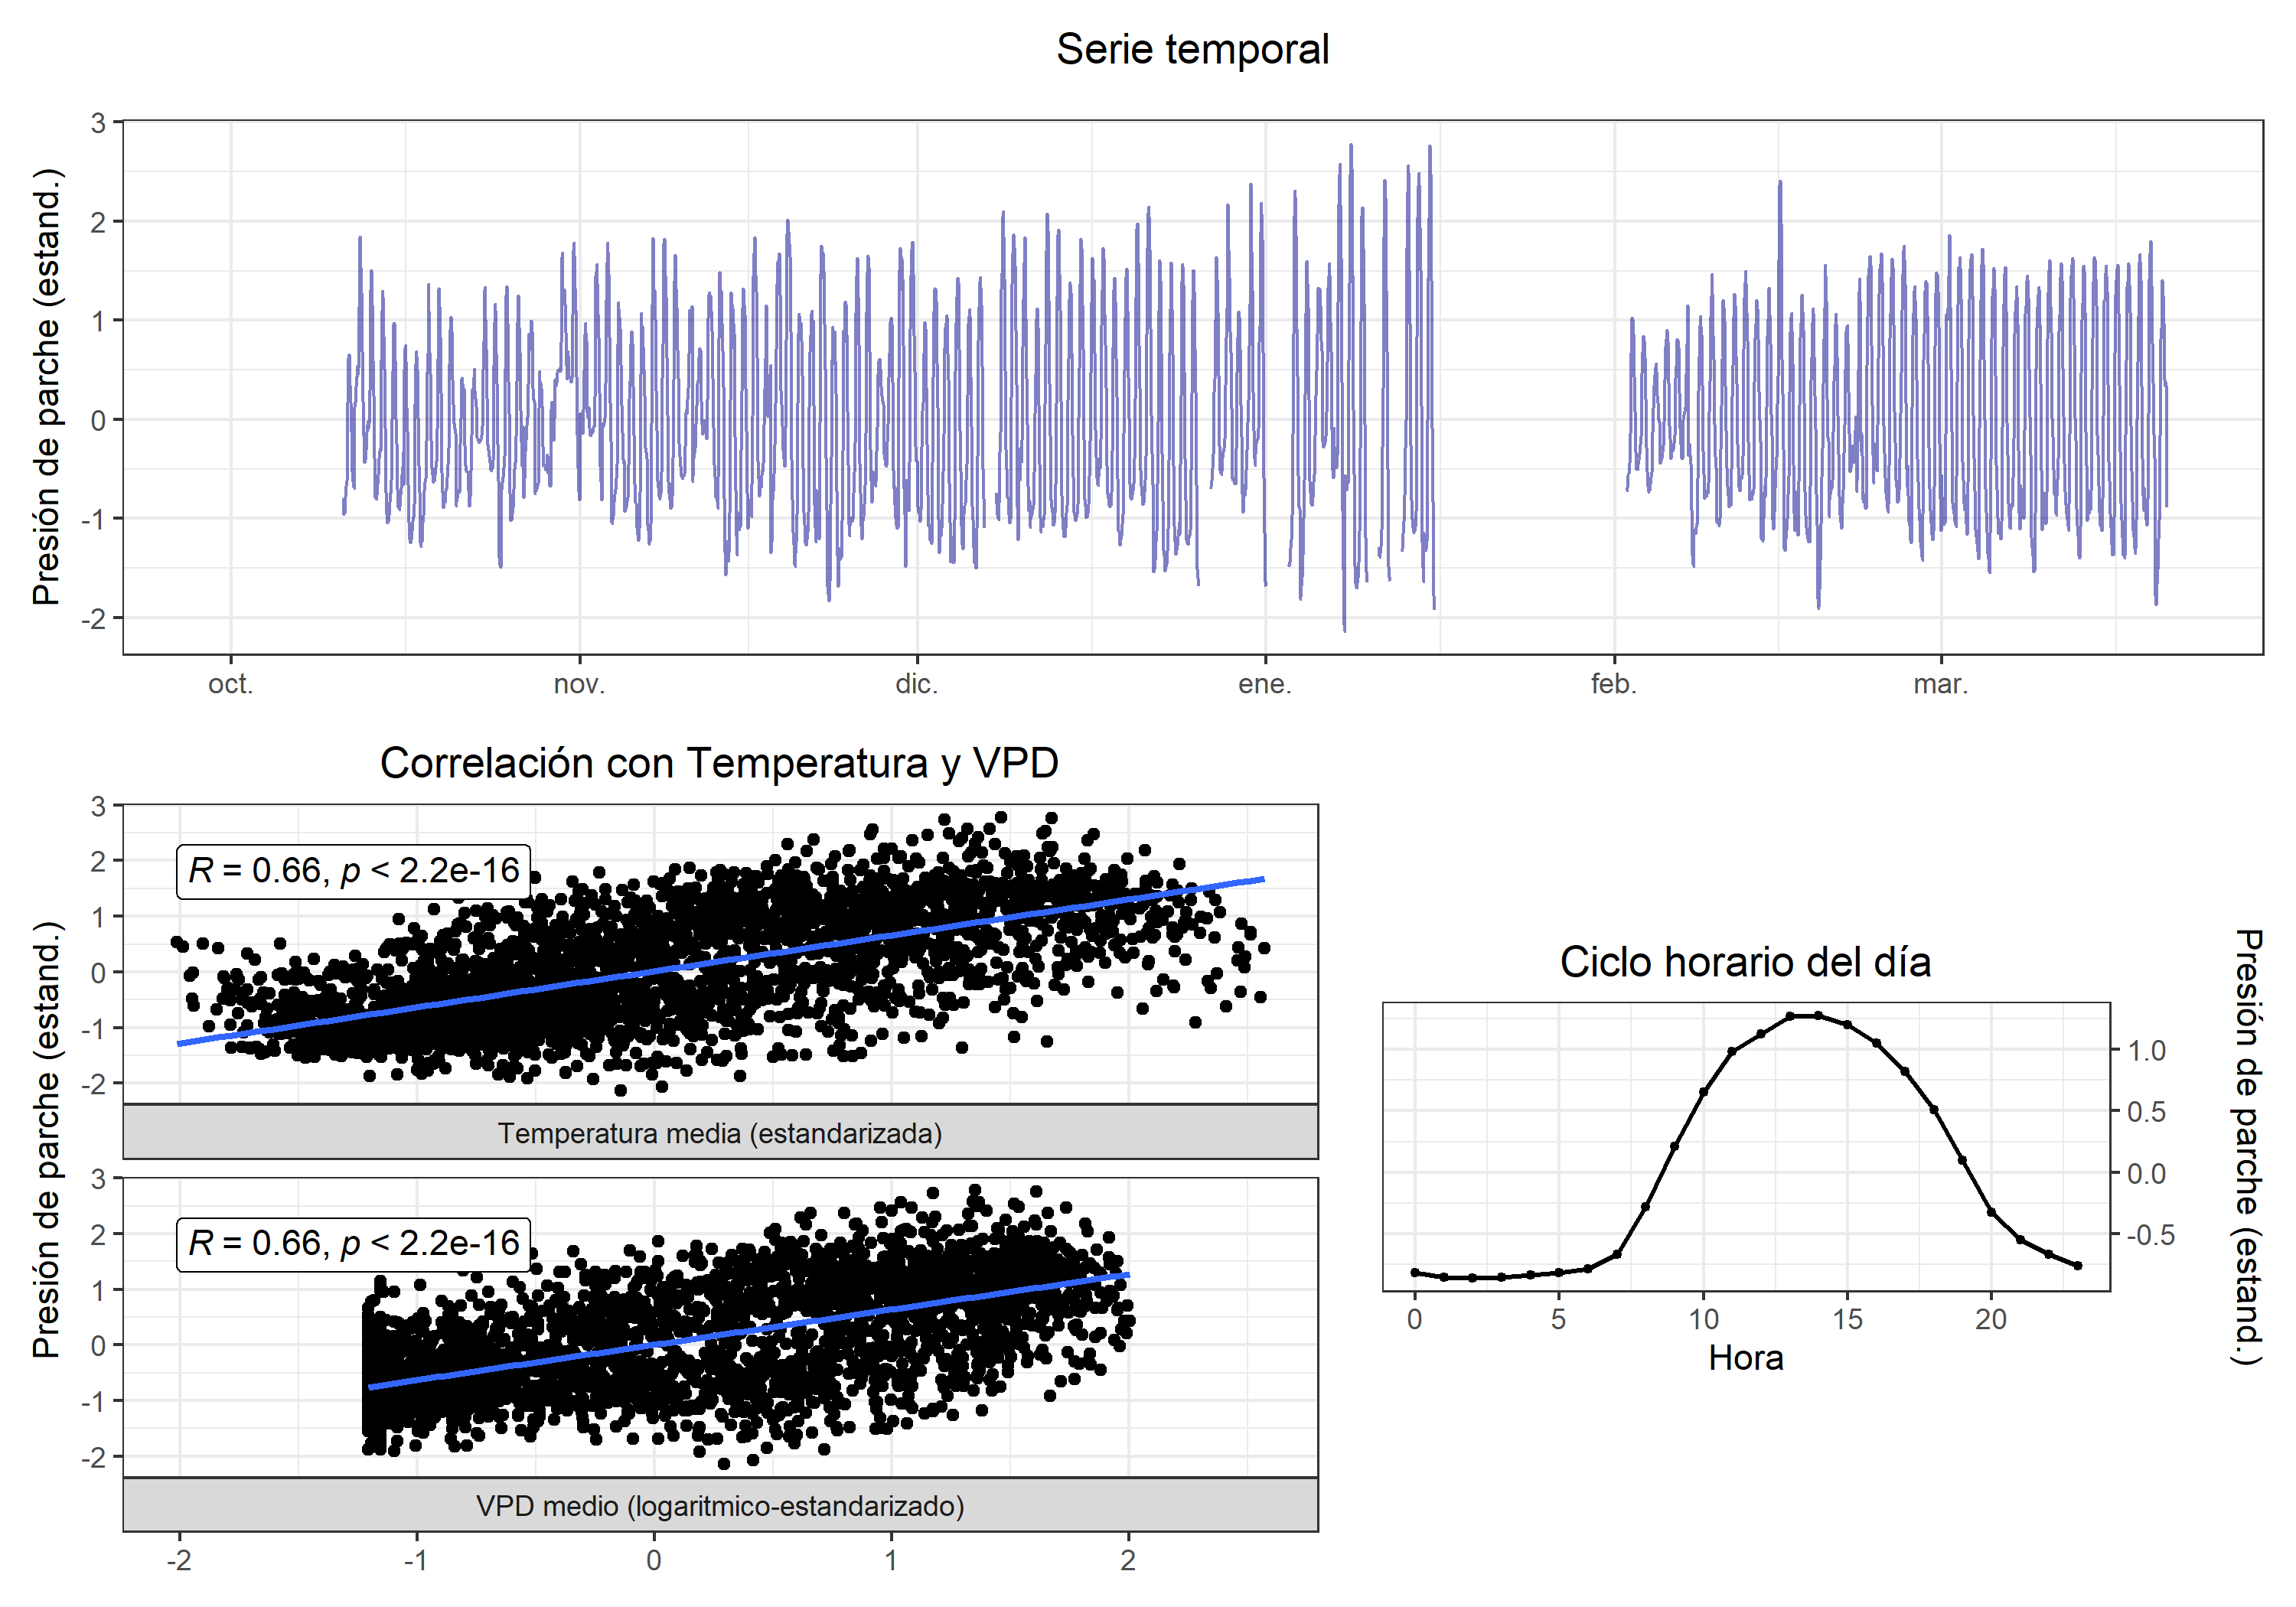 Serie temporal
Presión de parche (estand.)
3
2
1
0
-1
-2
oct.
nov.
dic.
ene.
feb.
mar.
Correlación con Temperatura y VPD
Presión de parche (estand.)
3
2
1
0
-1
-2
R = 0.66, p < 2.2e-16
Temperatura media (estandarizada)
3
2
1
0
-1
-2
R = 0.66, p < 2.2e-16
VPD medio (logaritmico-estandarizado)
-2
-1
0
1
2
Ciclo horario del día
1.0
0.5
0.0
-0.5
Presión de parche (estand.)
0
5
10
15
20
Hora